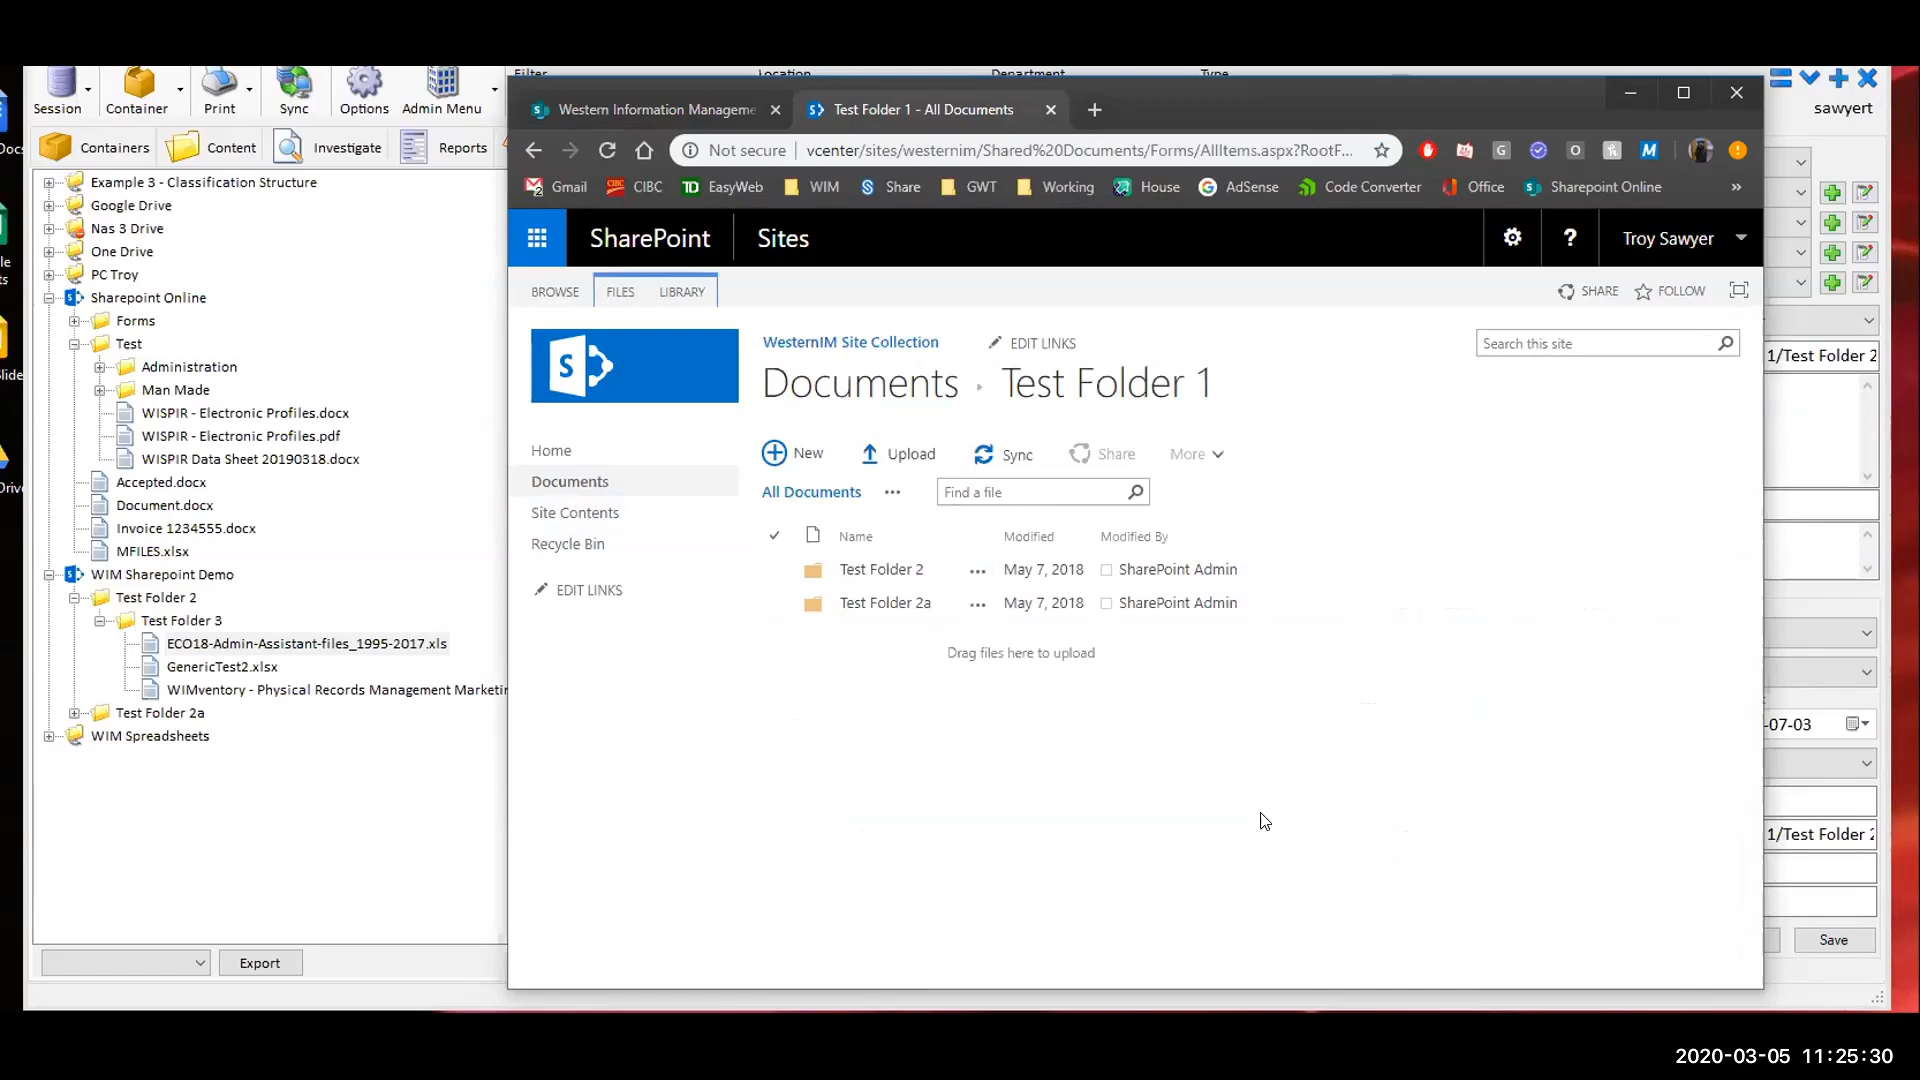 Session
Container
Print
Sync
Options
Admin Menu
Filter
Location
Department
Type
sawyert
Containers
Content
Investigate
Reports
Example 3 - Classification Structure
Google Drive
Nas 3 Drive
One Drive
PC Troy
Sharepoint Online
Forms
Test
Administration
Man Made
WISPIR - Electronic Profiles.docx
WISPIR - Electronic Profiles.pdf
WISPIR Data Sheet 20190318.docx
Accepted.docx
Document.docx
Invoice 1234555.docx
MFILES.xlsx
WIM Sharepoint Demo
Test Folder 2
Test Folder 3
ECO18-Admin-Assistant-files_1995-2017.xls
GenericTest2.xlsx
WIMventory - Physical Records Management Marketin
Test Folder 2a
WIM Spreadsheets
Export
Western Information Manageme
Test Folder 1 - All Documents
Not secure
vcenter/sites/westernim/Shared%20Documents/Forms/AllItems.aspx?RootF...
Gmail
CIBC
EasyWeb
WIM
Share
GWT
Working
House
AdSense
Code Converter
Office
Sharepoint Online
»
SharePoint
Sites
?
Troy Sawyer
BROWSE
FILES
LIBRARY
SHARE
FOLLOW
WesternIM Site Collection
EDIT LINKS
Search this site
Documents
Test Folder 1
Home
Documents
Site Contents
Recycle Bin
EDIT LINKS
New
Upload
Sync
Share
More
All Documents
...
Find a file
Name
Modified
Modified By
Test Folder 2
...
May 7, 2018
SharePoint Admin
Test Folder 2a
...
May 7, 2018
SharePoint Admin
Drag files here to upload
1/Test Folder 2
-07-03
1/Test Folder 2
Save
2020-03-05 11:25:30